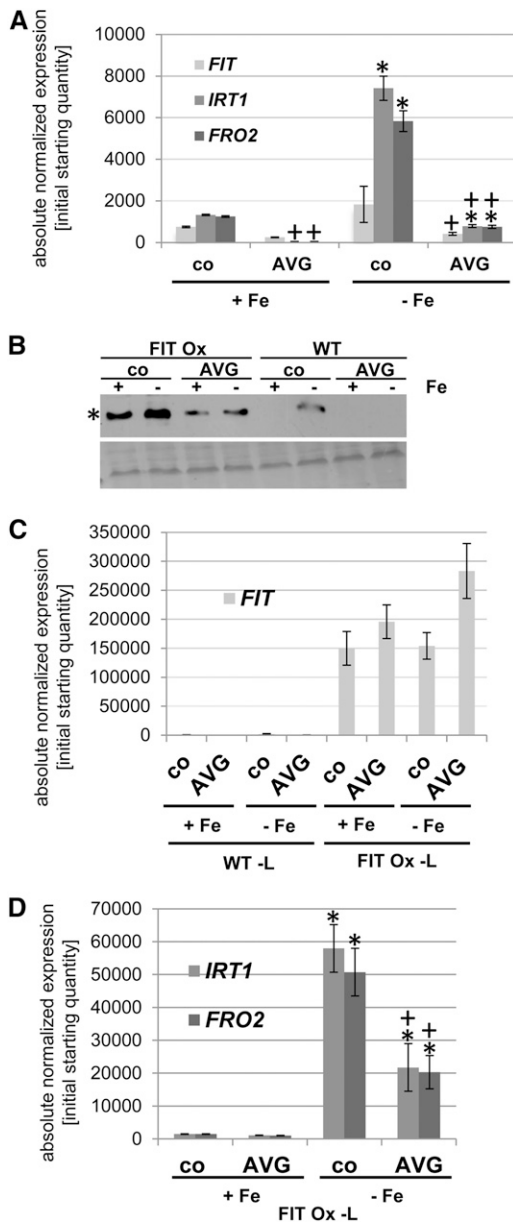 A
absolute normalized expression
[initial starting quantity]
10000
8000
6000
4000
2000
0
FIT
IRT1
FRO2
* *
+ +
+ + +
* *
co AVG co AVG
+ Fe - Fe
B
FIT Ox WT
co AVG co AVG
+ - + - + - + - Fe
*
C
absolute normalized expression
[initial starting quantity]
350000
300000
250000
200000
150000
100000
50000
0
FIT
co AVG co AVG co AVG co AVG
+ Fe - Fe + Fe - Fe
WT -L FIT Ox -L
D
absolute normalized expression
[initial starting quantity]
70000
60000
50000
40000
30000
20000
10000
0
IRT1
FRO2
* *
+ +
* *
co AVG co AVG
+ Fe - Fe
FIT Ox -L